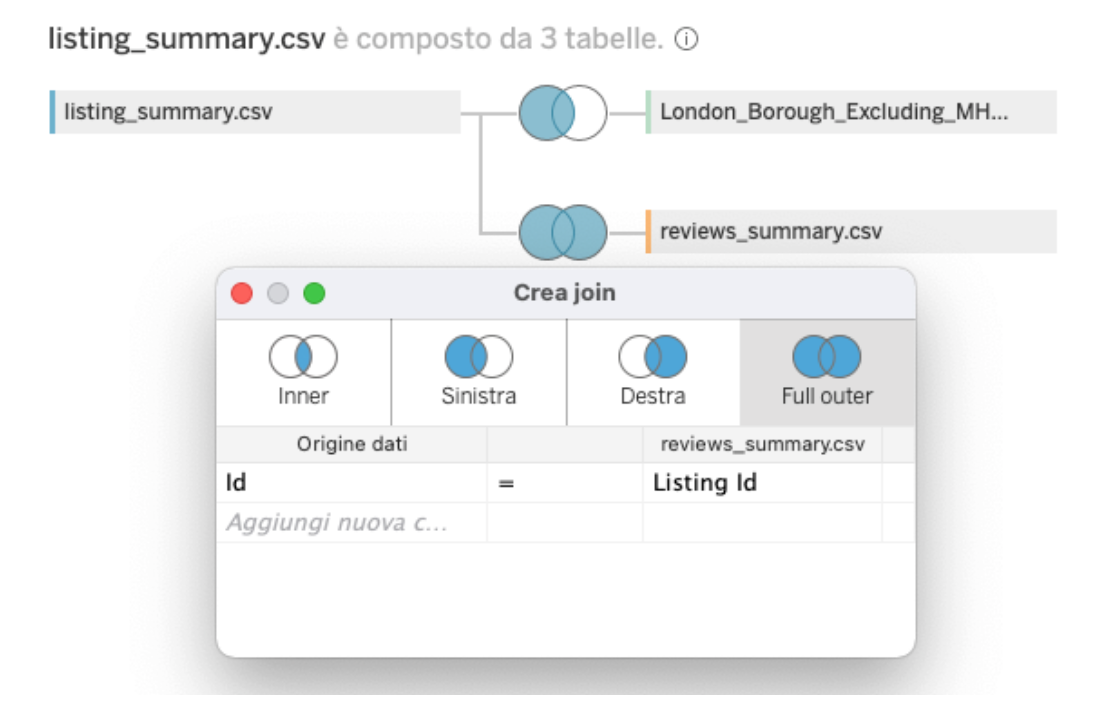 listing_summary.csv è composto da 3 tabelle. ⓘ
listing_summary.csv
London_Borough_Excluding_MH...
reviews_summary.csv
Crea join
Inner
Sinistra
Destra
Full outer
Origine dati
reviews_summary.csv
Id = Listing Id
Aggiungi nuova c...